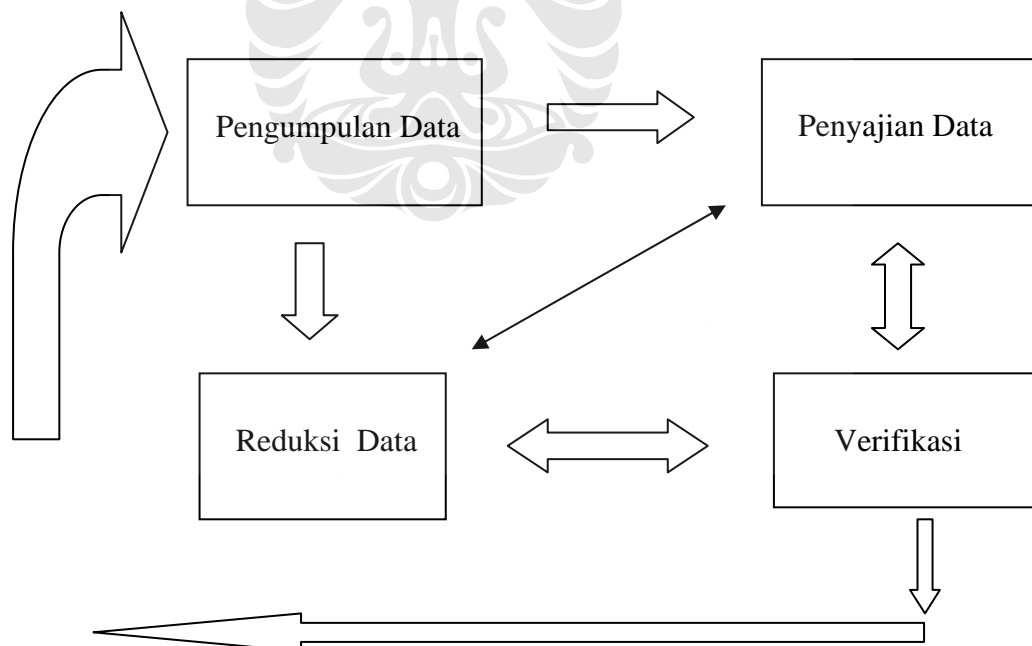 Pengumpulan Data
Penyajian Data
Reduksi Data
Verifikasi